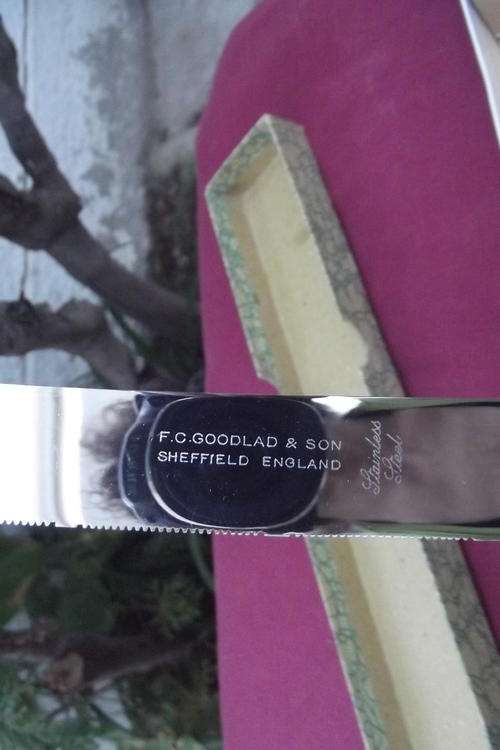 F.C.GOODLAD & SON
SHEFFIELD ENGLAND
Stainless
Steel